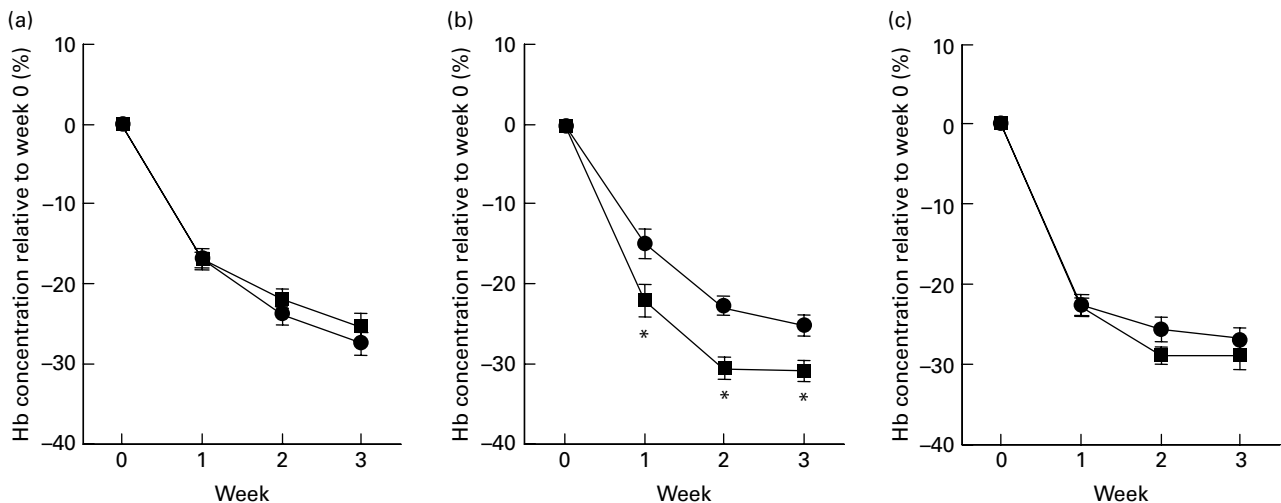 (a)
Hb concentration relative to week 0 (%)
10
0
–10
–20
–30
–40
0 1 2 3
Week
(b)
Hb concentration relative to week 0 (%)
10
0
–10
–20
–30
–40
* * *
0 1 2 3
Week
(c)
Hb concentration relative to week 0 (%)
10
0
–10
–20
–30
–40
0 1 2 3
Week